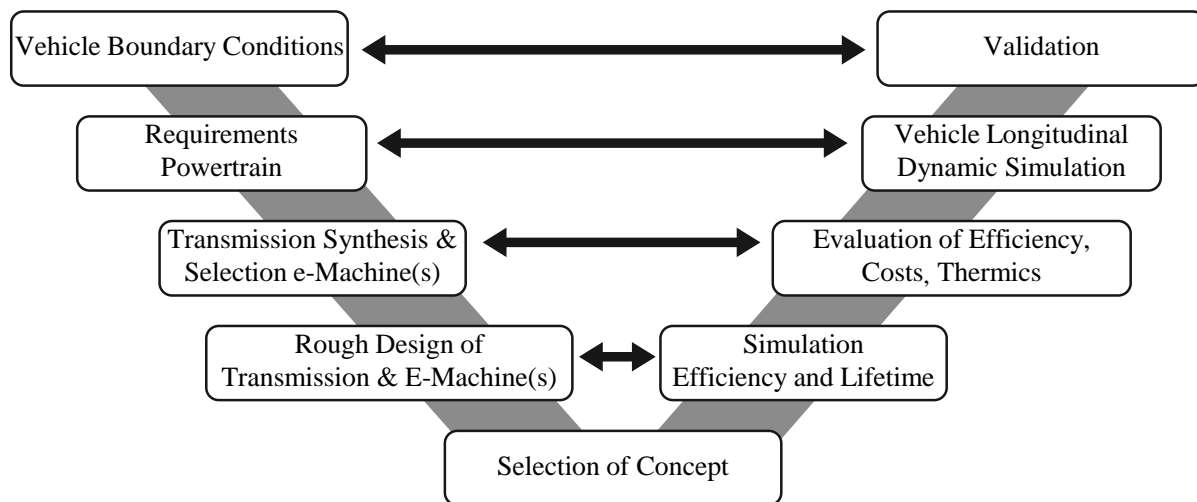 Vehicle Boundary Conditions
Validation
Requirements
Powertrain
Vehicle Longitudinal
Dynamic Simulation
Transmission Synthesis &
Selection e-Machine(s)
Evaluation of Efficiency,
Costs, Thermics
Rough Design of
Transmission & E-Machine(s)
Simulation
Efficiency and Lifetime
Selection of Concept